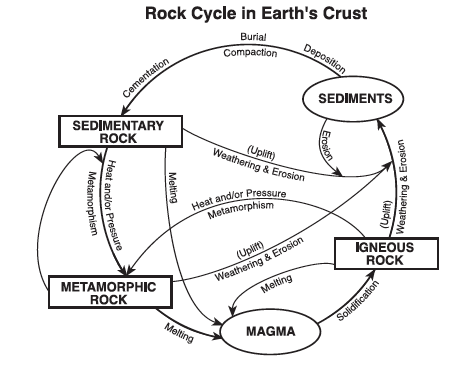 Rock Cycle in Earth's Crust
Burial
Compaction
Deposition
Cementation
SEDIMENTS
SEDIMENTARY
ROCK
Erosion
(Uplift)
Weathering & Erosion
(Uplift)
Weathering & Erosion
Heat and/or Pressure
Metamorphism
Melting
Heat and/or Pressure
Metamorphism
(Uplift)
Weathering & Erosion
IGNEOUS
ROCK
METAMORPHIC
ROCK
Melting
Solidification
Melting
MAGMA